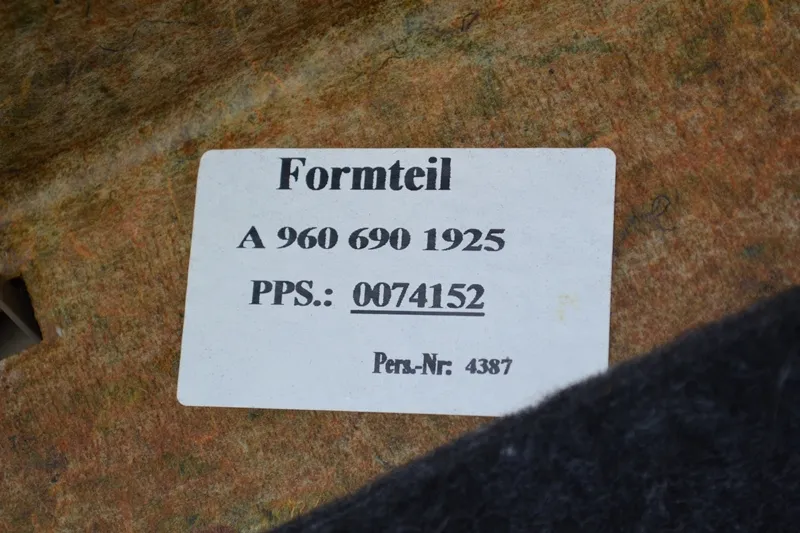 Formteil
A 960 690 1925
PPS.: 0074152
Pers.-Nr: 4387